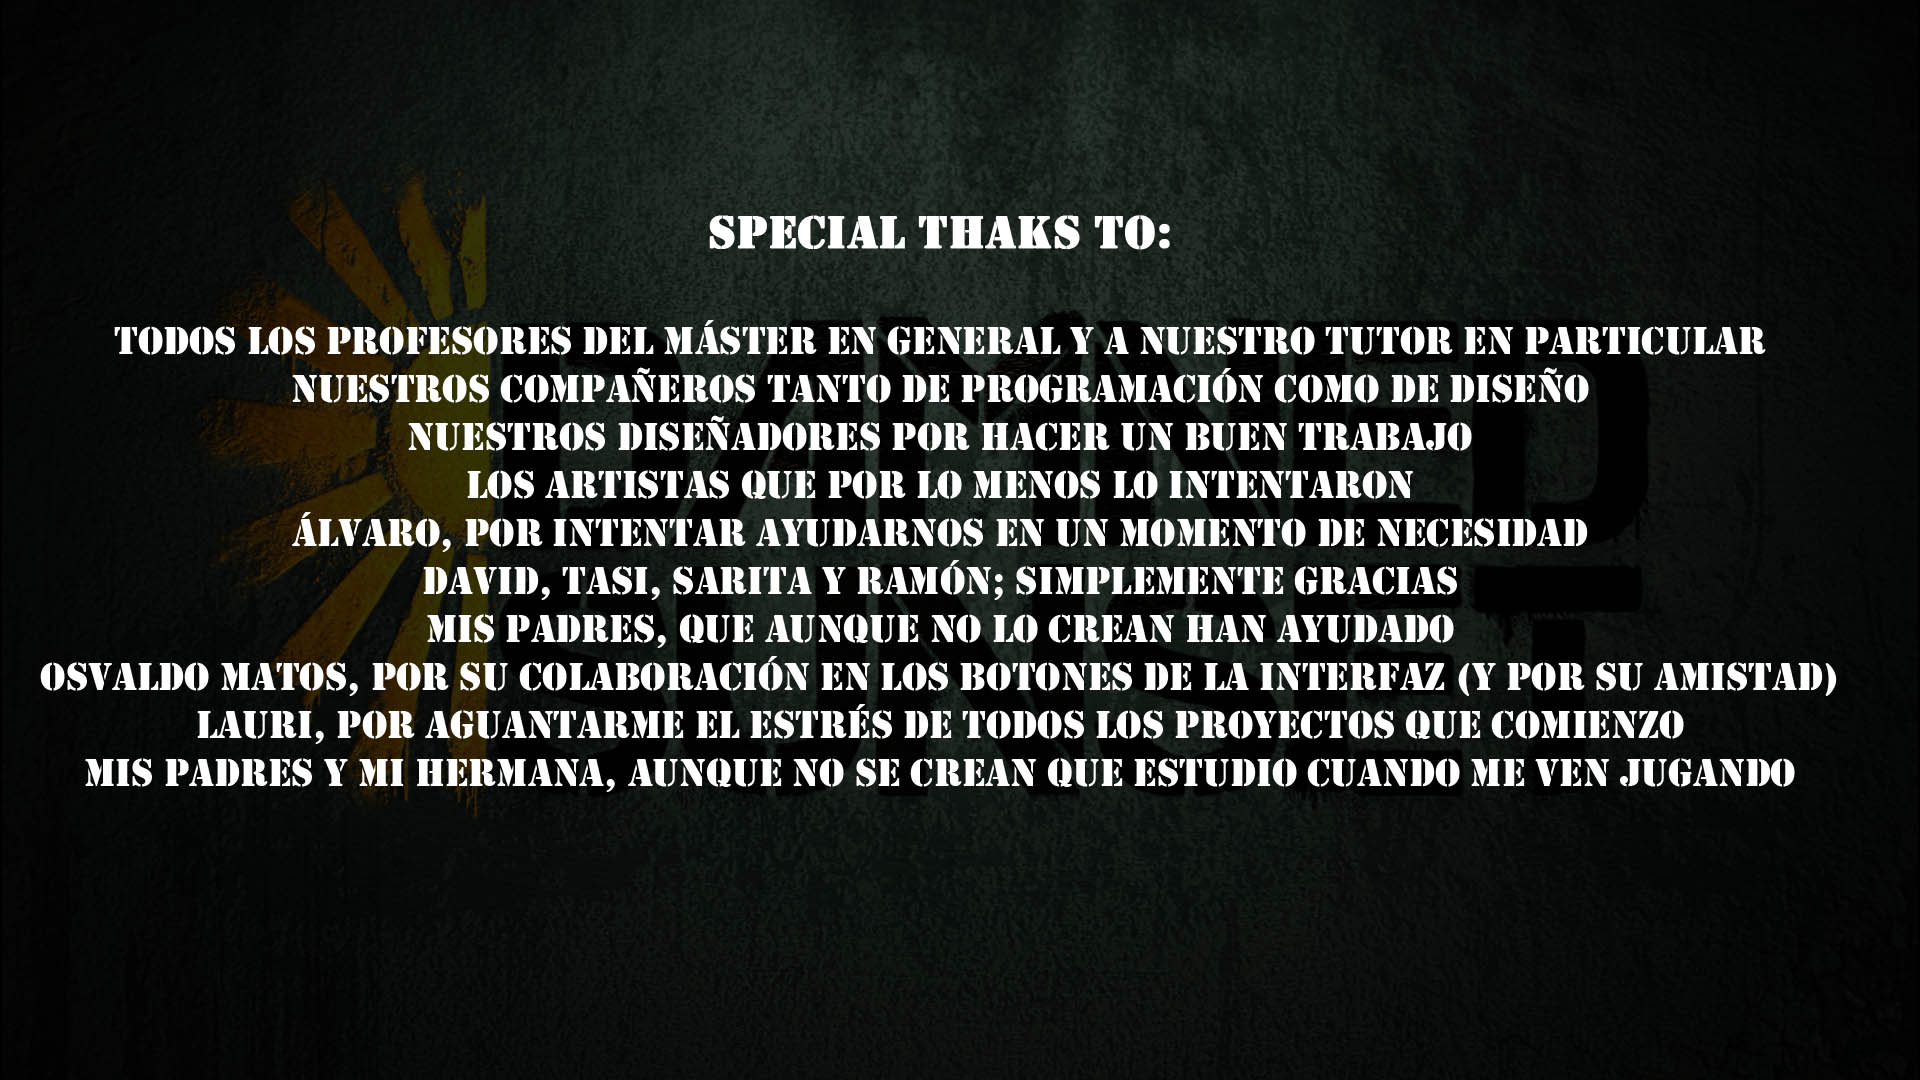 SPECIAL THAKS TO:
TODOS LOS PROFESORES DEL MÁSTER EN GENERAL Y A NUESTRO TUTOR EN PARTICULAR
NUESTROS COMPAÑEROS TANTO DE PROGRAMACIÓN COMO DE DISEÑO
NUESTROS DISEÑADORES POR HACER UN BUEN TRABAJO
LOS ARTISTAS QUE POR LO MENOS LO INTENTARON
ÁLVARO, POR INTENTAR AYUDARNOS EN UN MOMENTO DE NECESIDAD
DAVID, TASI, SARITA Y RAMÓN; SIMPLEMENTE GRACIAS
MIS PADRES, QUE AUNQUE NO LO CREAN HAN AYUDADO
OSVALDO MATOS, POR SU COLABORACIÓN EN LOS BOTONES DE LA INTERFAZ (Y POR SU AMISTAD)
LAURI, POR AGUANTARME EL ESTRÉS DE TODOS LOS PROYECTOS QUE COMIENZO
MIS PADRES Y MI HERMANA, AUNQUE NO SE CREAN QUE ESTUDIO CUANDO ME VEN JUGANDO
DAMNED
SUNSET